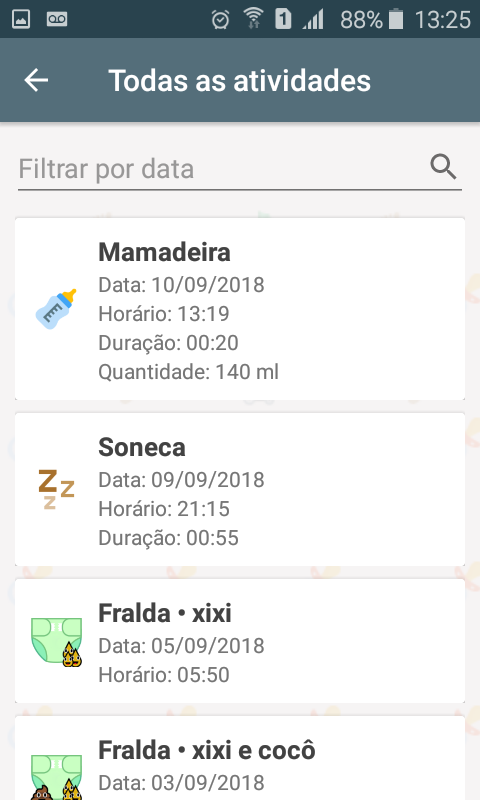 1 88% 13:25
Todas as atividades
Filtrar por data
Mamadeira
Data: 10/09/2018
Horário: 13:19
Duração: 00:20
Quantidade: 140 ml
Soneca
Data: 09/09/2018
Horário: 21:15
Duração: 00:55
Fralda • xixi
Data: 05/09/2018
Horário: 05:50
Fralda • xixi e cocô
Data: 03/09/2018